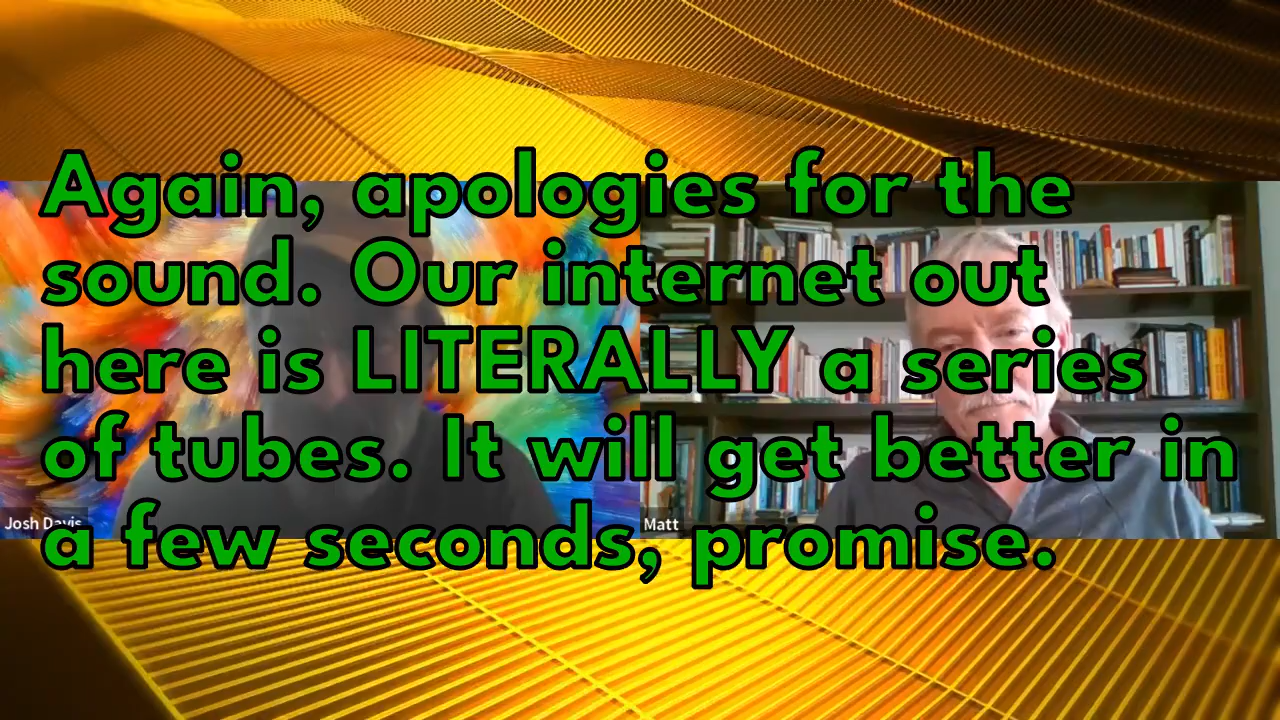 Again, apologies for the
sound. Our internet out
here is LITERALLY a series
of tubes. It will get better in
a few seconds, promise.
Josh Davis
Matt